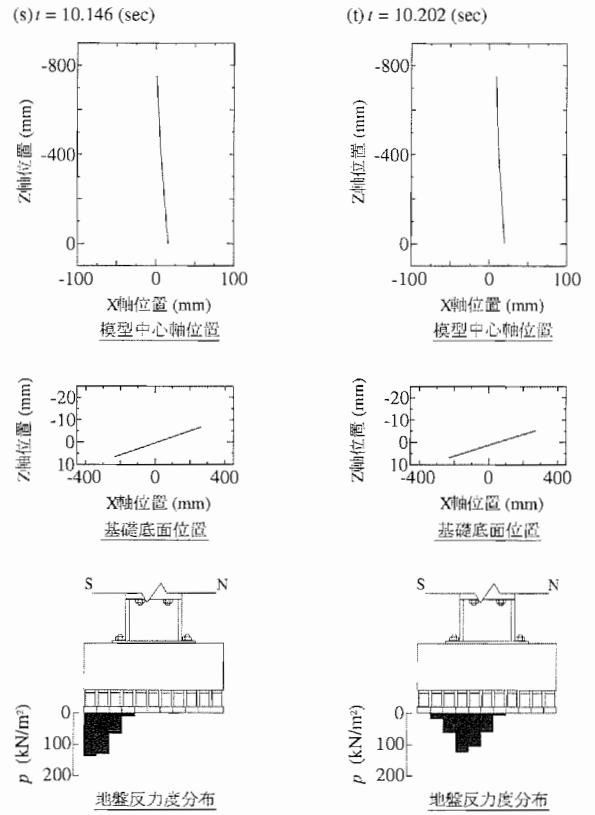 (s) t = 10.146 (sec)
-800
-400
0
Z軸位置 (mm)
-100 0 100
X軸位置 (mm)
模型中心軸位置
-20
-10
0
10
Z軸位置 (mm)
-400 0 400
X軸位置 (mm)
基礎底面位置
S N
0
100
200
p (kN/m²)
地盤反力度分布
(t) t = 10.202 (sec)
-800
-400
0
Z軸位置 (mm)
-100 0 100
X軸位置 (mm)
模型中心軸位置
-20
-10
0
10
Z軸位置 (mm)
-400 0 400
X軸位置 (mm)
基礎底面位置
S N
0
100
200
p (kN/m²)
地盤反力度分布